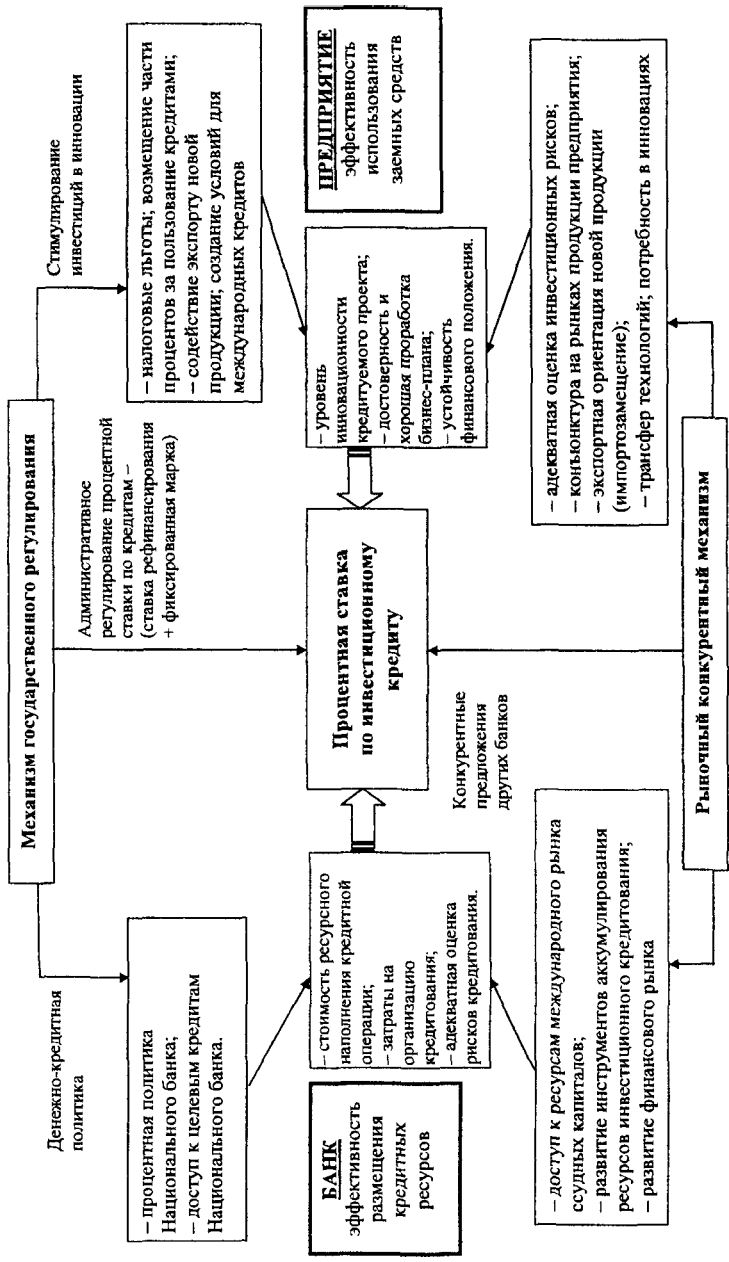 Механизм государственного регулирования
Денежно-кредитная
политика
Административное
регулирование процентной
ставки по кредитам –
(ставка рефинансирования
+ фиксированная маржа)
Стимулирование
инвестиций в инновации
– процентная политика
Национального банка;
– доступ к целевым кредитам
Национального банка.
– налоговые льготы; возмещение части
процентов за пользование кредитами;
– содействие экспорту новой
продукции; создание условий для
международных кредитов
БАНК
эффективность
размещения
кредитных
ресурсов
– стоимость ресурсного
наполнения кредитной
операции;
– затраты на
организацию
кредитования;
– адекватная оценка
рисков кредитования.
Процентная ставка
по инвестиционному
кредиту
– уровень
инновационности
кредитуемого проекта;
– достоверность и
хорошая проработка
бизнес-плана;
– устойчивость
финансового положения.
ПРЕДПРИЯТИЕ
эффективность
использования
заемных средств
Конкурентные
предложения
других банков
– доступ к ресурсам международного рынка
ссудных капиталов;
– развитие инструментов аккумулирования
ресурсов инвестиционного кредитования;
– развитие финансового рынка
– адекватная оценка инвестиционных рисков;
– конъюнктура на рынках продукции предприятия;
– экспортная ориентация новой продукции
(импортозамещение);
– трансфер технологий; потребность в инновациях
Рыночный конкурентный механизм